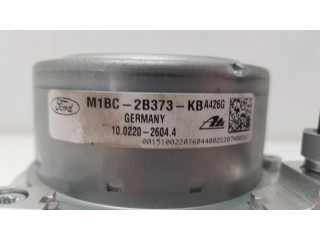 Ford
M1BC-2B373-KB A426G
GERMANY
10.0220-2604.4